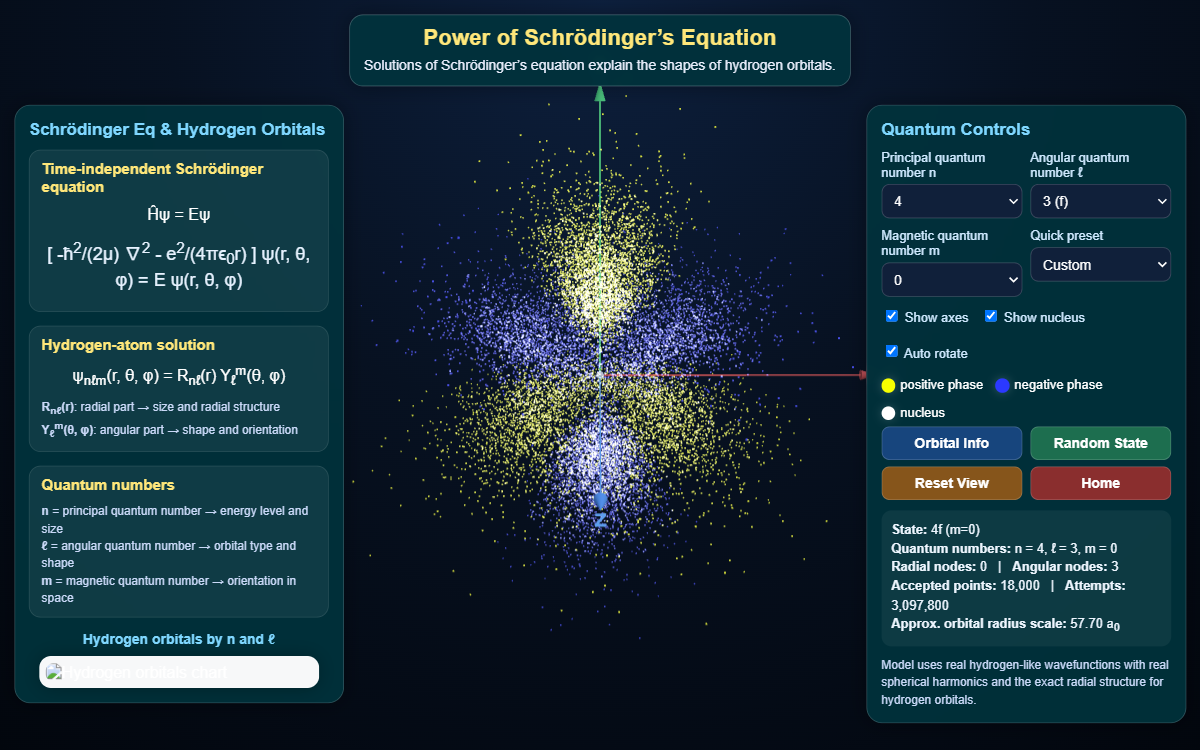 Power of Schrödinger’s Equation
Solutions of Schrödinger’s equation explain the shapes of hydrogen orbitals.
Schrödinger Eq & Hydrogen Orbitals
Time-independent Schrödinger
equation
Ĥψ = Eψ
[ -ħ²/(2μ) ∇² - e²/(4πϵ₀r) ] ψ(r, θ,
φ) = E ψ(r, θ, φ)
Hydrogen-atom solution
ψnℓm(r, θ, φ) = Rnℓ(r) Yℓᵐ(θ, φ)
Rnℓ(r): radial part → size and radial structure
Yℓᵐ(θ, φ): angular part → shape and orientation
Quantum numbers
n = principal quantum number → energy level and
size
ℓ = angular quantum number → orbital type and
shape
m = magnetic quantum number → orientation in
space
Hydrogen orbitals by n and ℓ
Hydrogen orbitals chart
Z
Quantum Controls
Principal quantum
number n
Angular quantum
number ℓ
4
3 (f)
Magnetic quantum
number m
Quick preset
0
Custom
Show axes
Show nucleus
Auto rotate
positive phase
negative phase
nucleus
Orbital Info
Random State
Reset View
Home
State: 4f (m=0)
Quantum numbers: n = 4, ℓ = 3, m = 0
Radial nodes: 0 | Angular nodes: 3
Accepted points: 18,000 | Attempts:
3,097,800
Approx. orbital radius scale: 57.70 a₀
Model uses real hydrogen-like wavefunctions with real
spherical harmonics and the exact radial structure for
hydrogen orbitals.